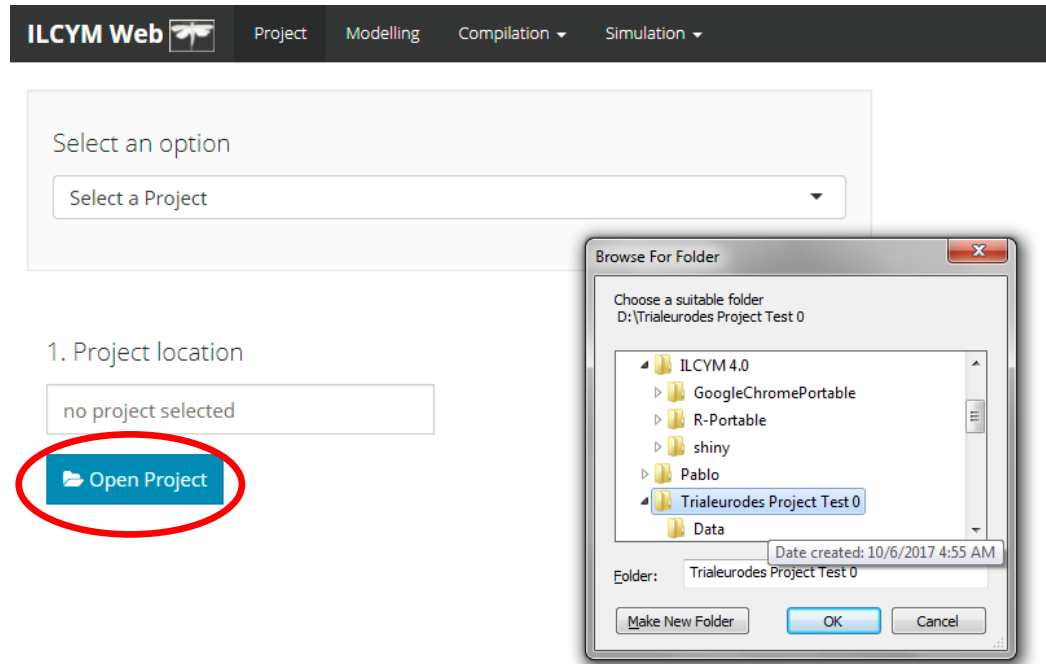 ILCYM Web Project Modelling Compilation Simulation
Select an option
Select a Project
1. Project location
no project selected
Open Project
Browse For Folder
Choose a suitable folder
D:\Trialeurodes Project Test 0
ILCYM 4.0
GoogleChromePortable
R-Portable
shiny
Pablo
Trialeurodes Project Test 0
Data
Date created: 10/6/2017 4:55 AM
Folder: Trialeurodes Project Test 0
Make New Folder OK Cancel